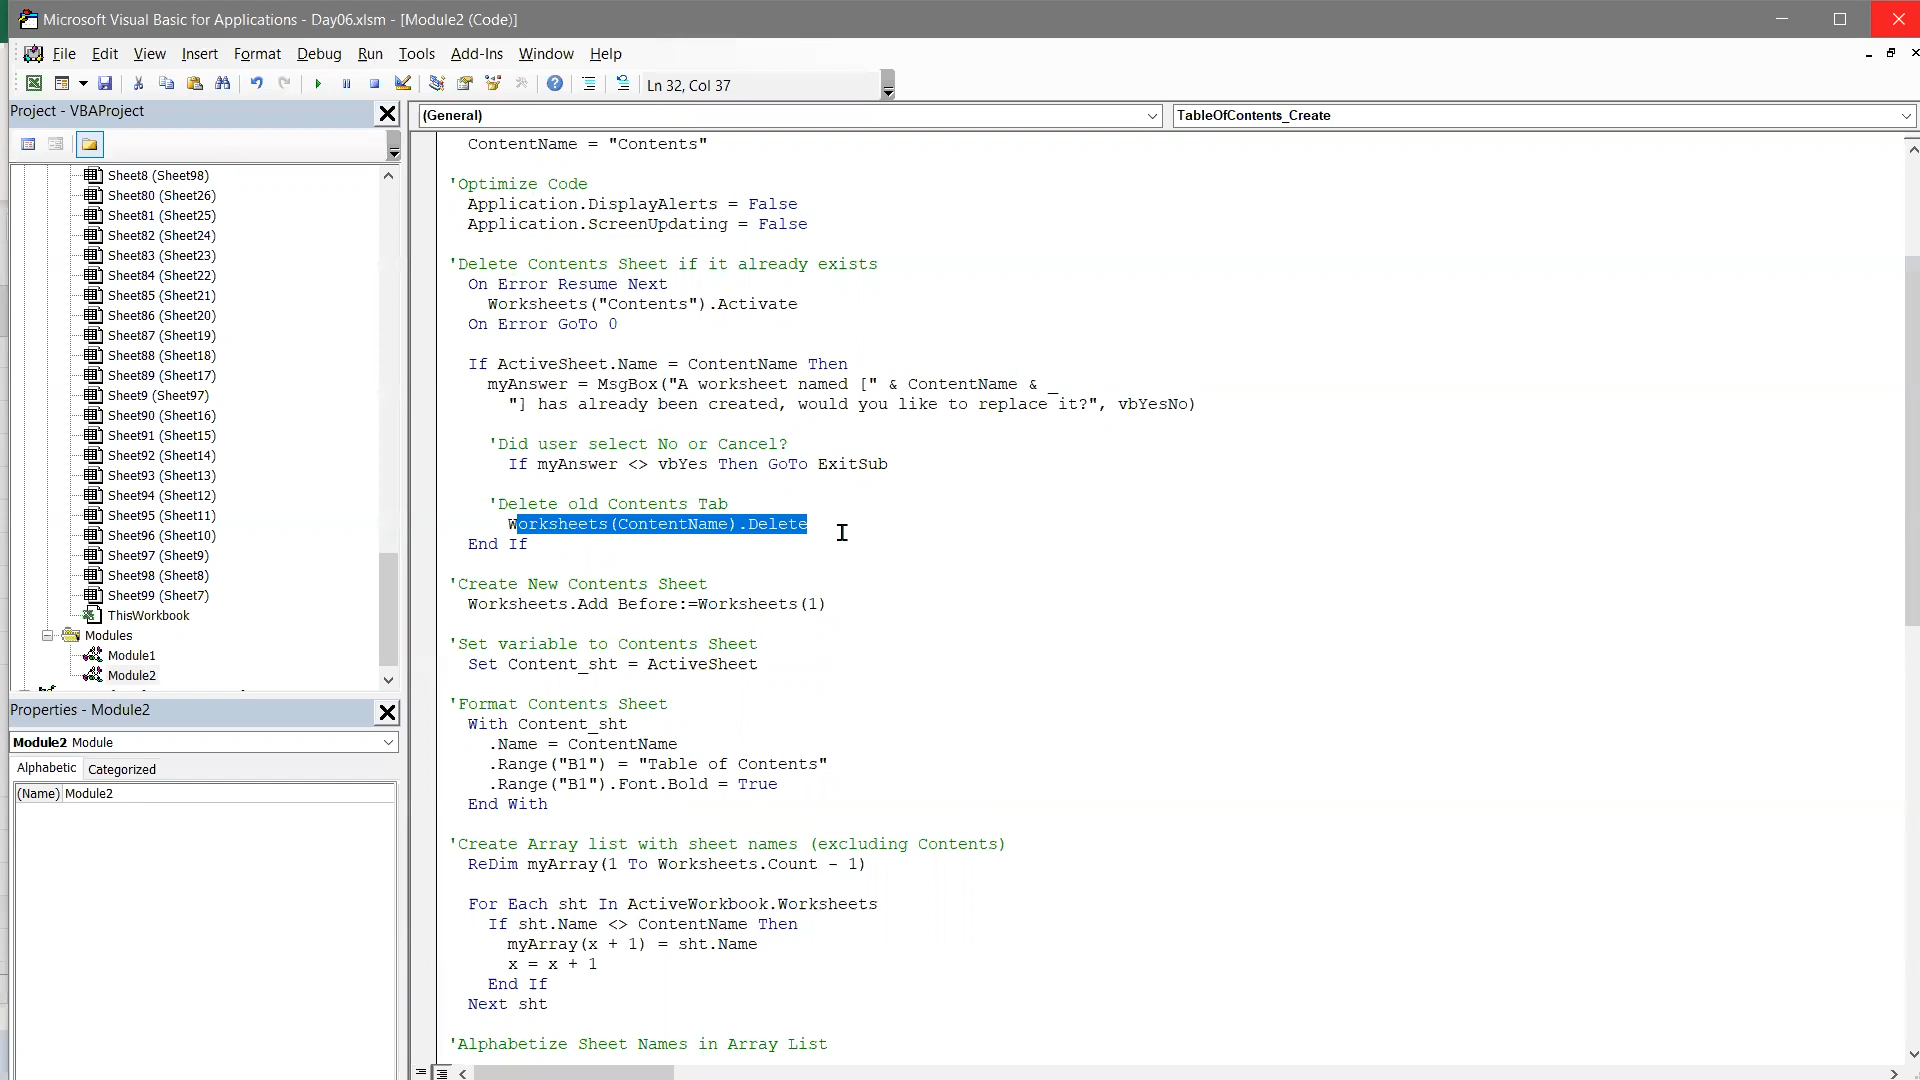 Microsoft Visual Basic for Applications - Day06.xlsm - [Module2 (Code)]
File Edit View Insert Format Debug Run Tools Add-Ins Window Help
Ln 32, Col 37
Project - VBAProject
(General)
TableOfContents_Create
Sheet8 (Sheet98)
Sheet80 (Sheet26)
Sheet81 (Sheet25)
Sheet82 (Sheet24)
Sheet83 (Sheet23)
Sheet84 (Sheet22)
Sheet85 (Sheet21)
Sheet86 (Sheet20)
Sheet87 (Sheet19)
Sheet88 (Sheet18)
Sheet89 (Sheet17)
Sheet9 (Sheet97)
Sheet90 (Sheet16)
Sheet91 (Sheet15)
Sheet92 (Sheet14)
Sheet93 (Sheet13)
Sheet94 (Sheet12)
Sheet95 (Sheet11)
Sheet96 (Sheet10)
Sheet97 (Sheet9)
Sheet98 (Sheet8)
Sheet99 (Sheet7)
ThisWorkbook
Modules
Module1
Module2
Properties - Module2
Module2 Module
Alphabetic Categorized
(Name) Module2
ContentName = "Contents"
'Optimize Code
Application.DisplayAlerts = False
Application.ScreenUpdating = False
'Delete Contents Sheet if it already exists
On Error Resume Next
Worksheets("Contents").Activate
On Error GoTo 0
If ActiveSheet.Name = ContentName Then
myAnswer = MsgBox("A worksheet named [" & ContentName & _
"] has already been created, would you like to replace it?", vbYesNo)
'Did user select No or Cancel?
If myAnswer <> vbYes Then GoTo ExitSub
'Delete old Contents Tab
Worksheets(ContentName).Delete
End If
'Create New Contents Sheet
Worksheets.Add Before:=Worksheets(1)
'Set variable to Contents Sheet
Set Content_sht = ActiveSheet
'Format Contents Sheet
With Content_sht
.Name = ContentName
.Range("B1") = "Table of Contents"
.Range("B1").Font.Bold = True
End With
'Create Array list with sheet names (excluding Contents)
ReDim myArray(1 To Worksheets.Count - 1)
For Each sht In ActiveWorkbook.Worksheets
If sht.Name <> ContentName Then
myArray(x + 1) = sht.Name
x = x + 1
End If
Next sht
'Alphabetize Sheet Names in Array List